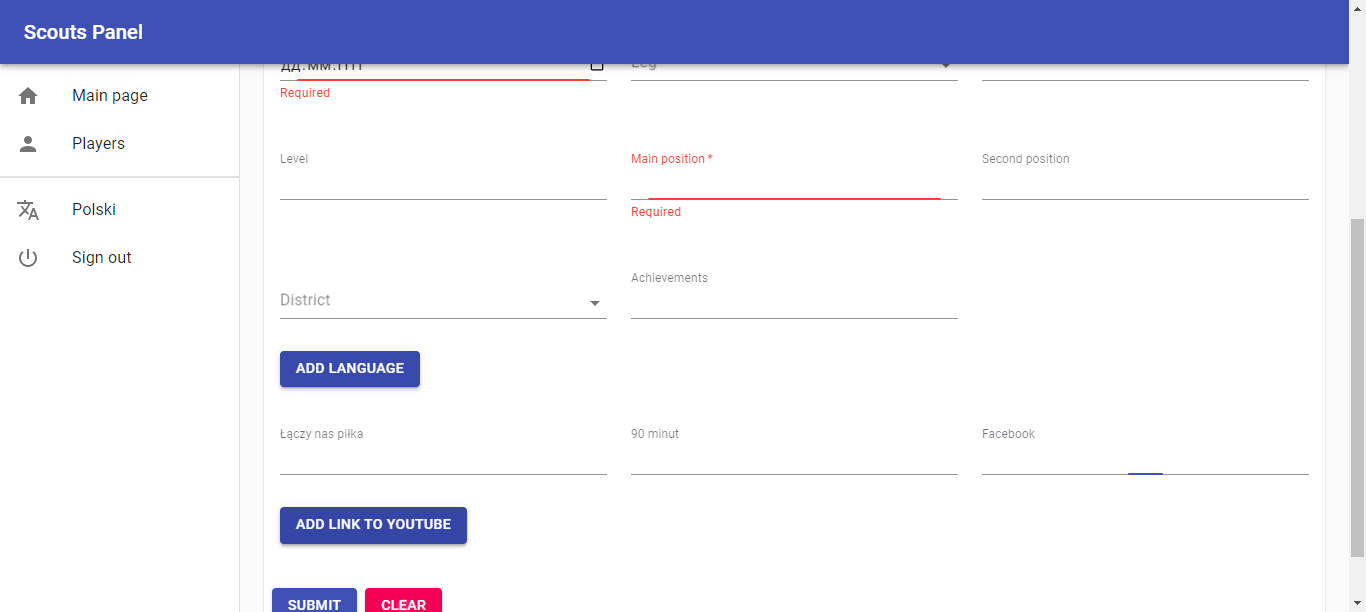 Scouts Panel
Main page
Players
Polski
Sign out
ДД.ММ.ГГГГ
Leg
Required
Level
Main position *
Second position
Required
District
Achievements
ADD LANGUAGE
Łączy nas piłka
90 minut
Facebook
ADD LINK TO YOUTUBE
SUBMIT
CLEAR